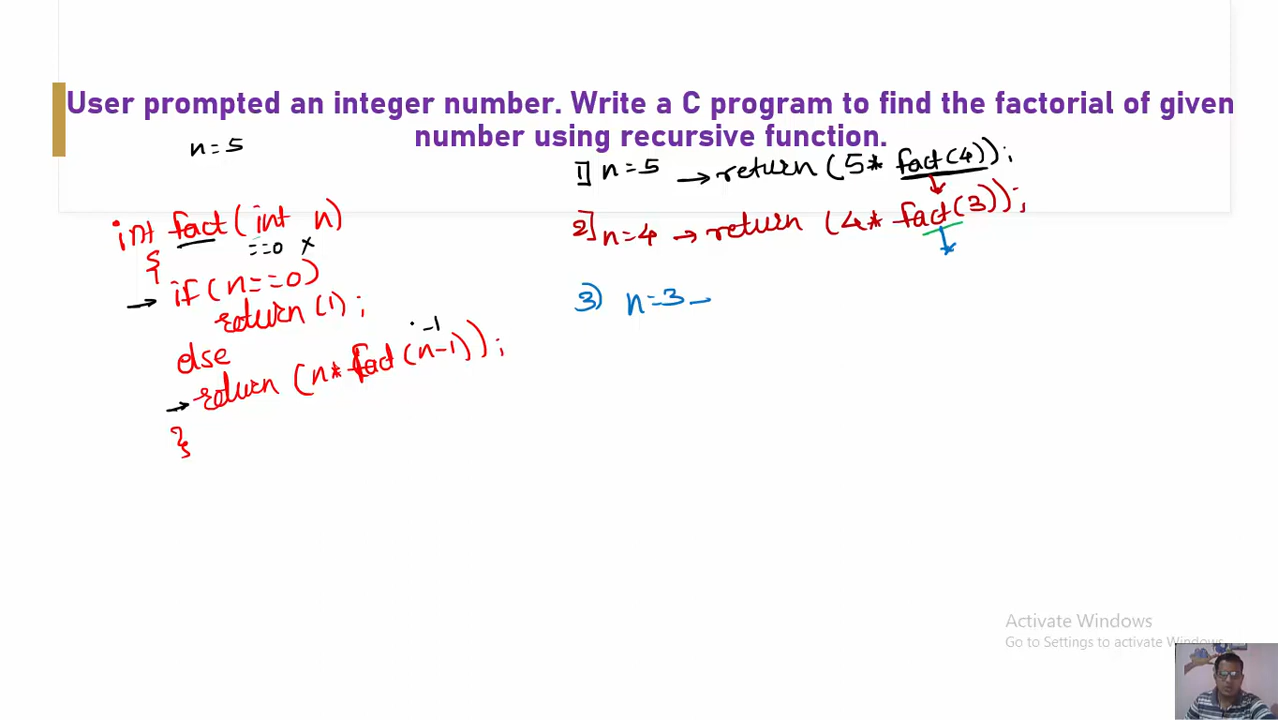 User prompted an integer number. Write a C program to find the factorial of given
number using recursive function.
n=5
int fact(int n)
==0 x
{
if(n==0)
return(1);
else
-1
return (n*fact(n-1));
}
1] n=5 → return (5* fact(4));
2] n=4 → return (4* fact(3));
3) n=3 –
Activate Windows
Go to Settings to activate Windows.